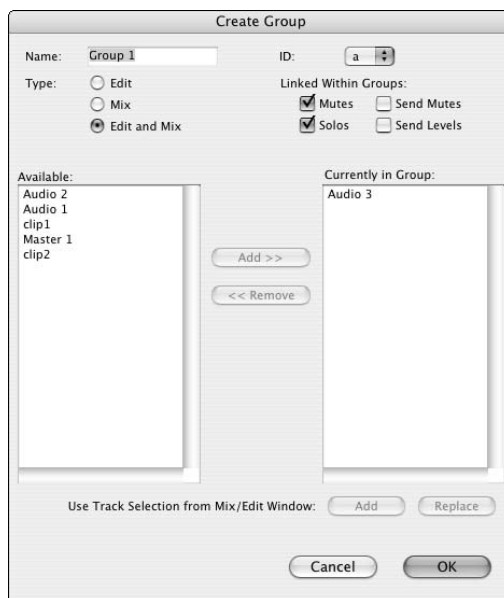 Create Group
Name: Group 1 ID: a
Type: Edit Linked Within Groups:
Mix Mutes Send Mutes
Edit and Mix Solos Send Levels
Available: Currently in Group:
Audio 2 Audio 3
Audio 1
clip1
Master 1
clip2
Add >>
<< Remove
Use Track Selection from Mix/Edit Window: Add Replace
Cancel OK